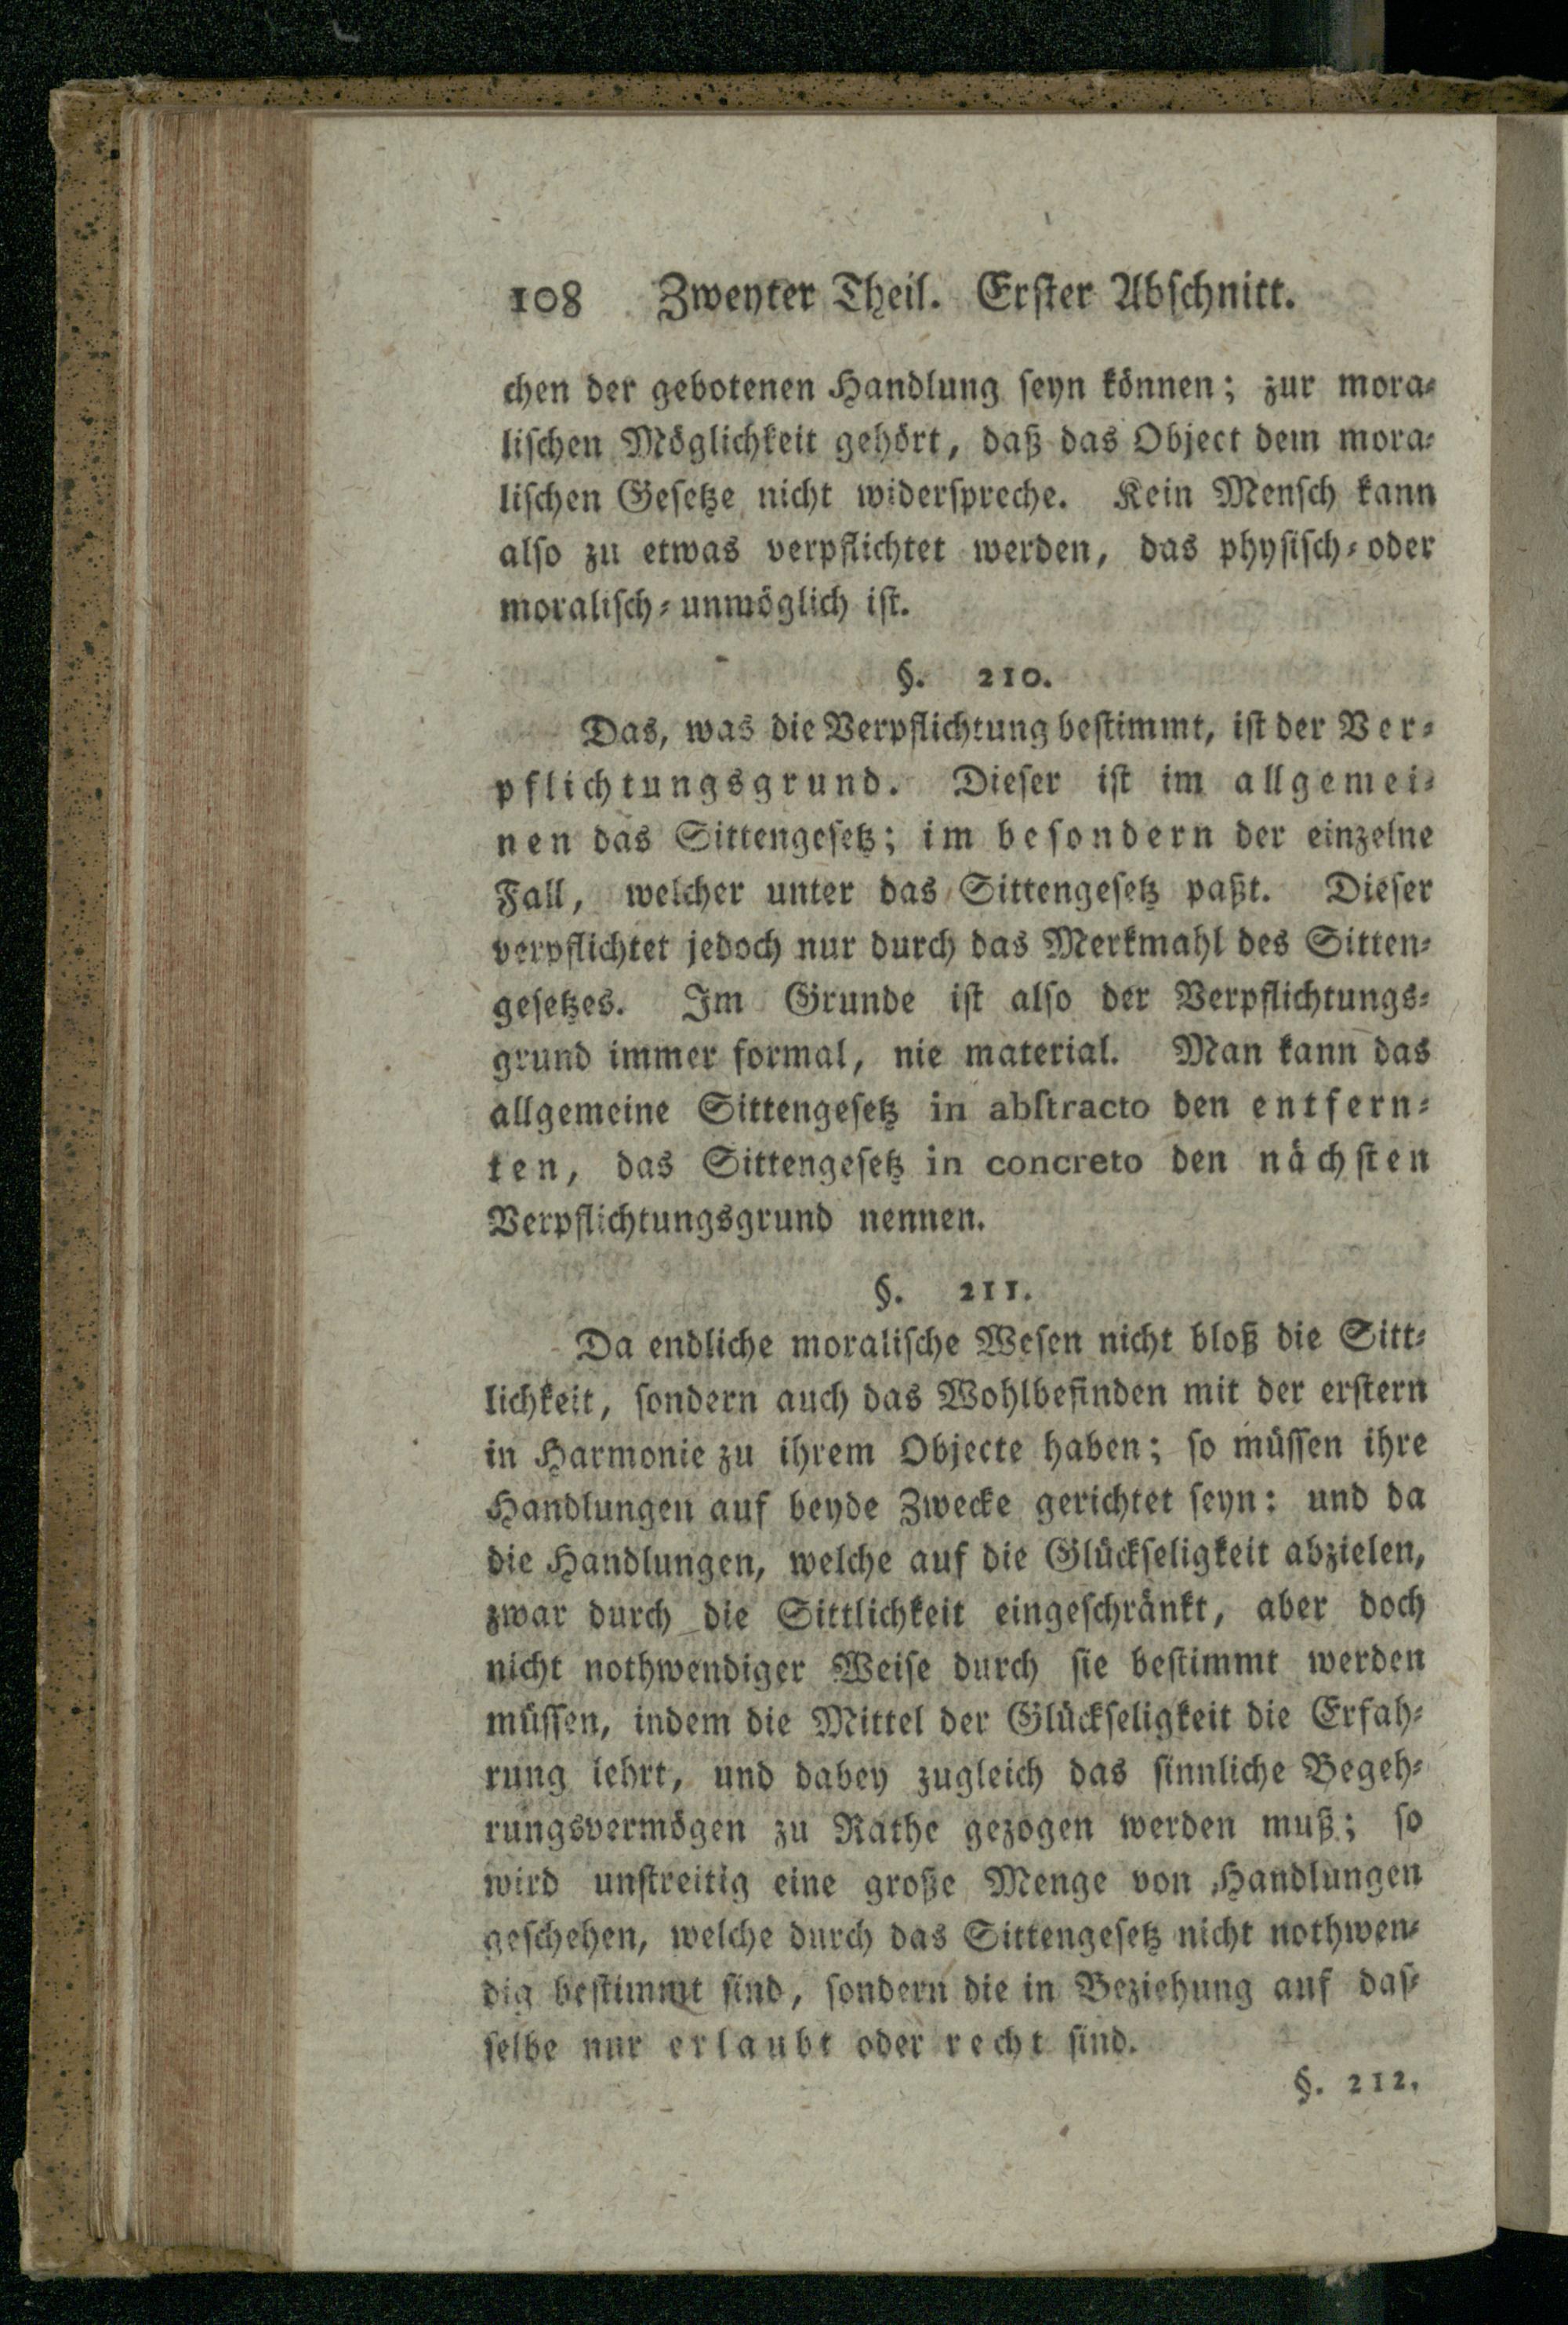 108 Zweyter Theil. Erster Abschnitt.
chen der gebotenen Handlung seyn können; zur mora-
lischen Möglichkeit gehört, daß das Object dem mora-
lischen Gesetze nicht widerspreche. Kein Mensch kann
also zu etwas verpflichtet werden, das physisch- oder
moralisch-unmöglich ist.
§. 210.
Das, was die Verpflichtung bestimmt, ist der Ver-
pflichtungsgrund. Dieser ist im allgemei-
nen das Sittengesetz; im besondern der einzelne
Fall, welcher unter das Sittengesetz paßt. Dieser
verpflichtet jedoch nur durch das Merkmahl des Sitten-
gesetzes. Im Grunde ist also der Verpflichtungs-
grund immer formal, nie material. Man kann das
allgemeine Sittengesetz in abstracto den entfern-
ten, das Sittengesetz in concreto den nächsten
Verpflichtungsgrund nennen.
§. 211.
Da endliche moralische Wesen nicht bloß die Sitt-
lichkeit, sondern auch das Wohlbefinden mit der erstern
in Harmonie zu ihrem Objecte haben; so müssen ihre
Handlungen auf beyde Zwecke gerichtet seyn: und da
die Handlungen, welche auf die Glückseligkeit abzielen,
zwar durch die Sittlichkeit eingeschränkt, aber doch
nicht nothwendiger Weise durch sie bestimmt werden
müssen, indem die Mittel der Glückseligkeit die Erfah-
rung lehrt, und dabey zugleich das sinnliche Begeh-
rungsvermögen zu Rathe gezogen werden muß; so
wird unstreitig eine große Menge von Handlungen
geschehen, welche durch das Sittengesetz nicht nothwen-
dig bestimmt sind, sondern die in Beziehung auf das-
selbe nur erlaubt oder recht sind.
§. 212.